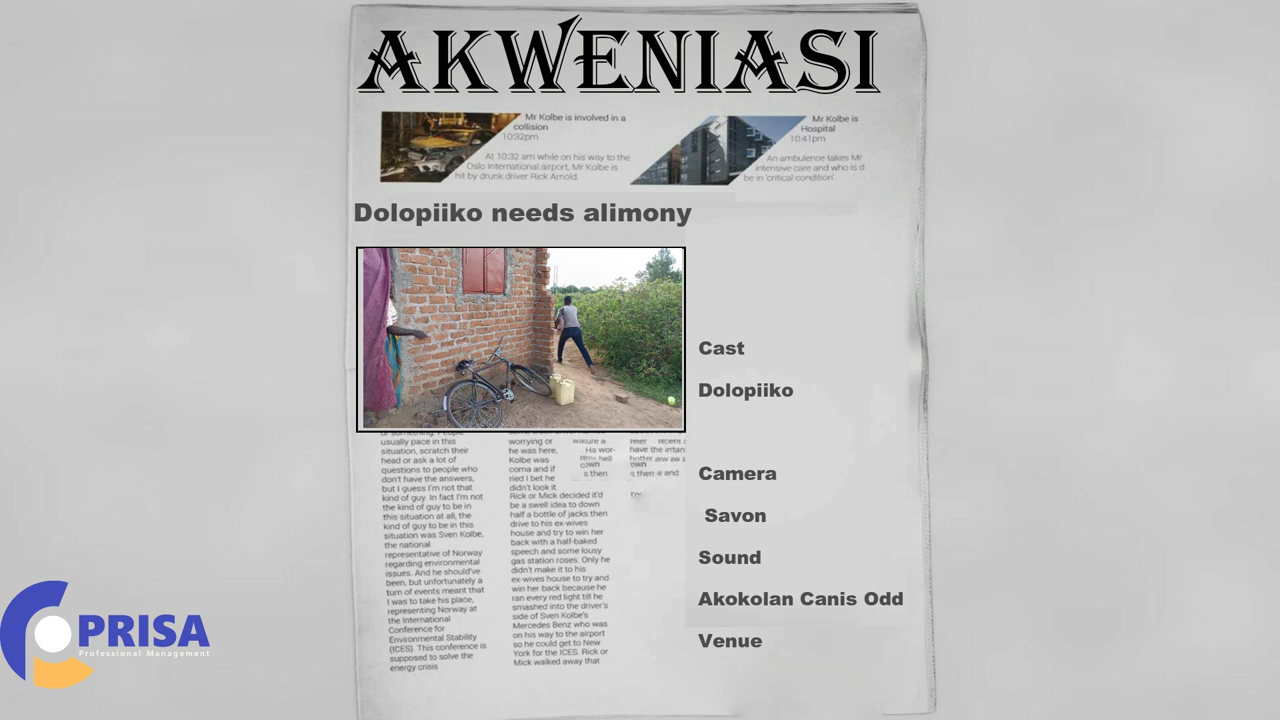 AKWENIASI
Mr Kolbe is involved in a
collision
10:32pm
At 10:32 am while on his way to the
Oslo International airport, Mr Kolbe is
hit by drunk driver Rick Arnold.
Mr Kolbe is
Hospital
10:41pm
An ambulance takes Mr
intensive care and who is d
be in 'critical condition'.
Dolopiiko needs alimony
usually pace in this
situation, scratch their
head or ask a lot of
questions to people who
don't have the answers,
but I guess I'm not that
kind of guy. In fact I'm not
the kind of guy to be in
this situation at all, the
kind of guy to be in this
situation was Sven Kolbe,
the national
representative of Norway
regarding environmental
issues. And he should've
been, but unfortunately a
turn of events meant that
I was to take his place,
representing Norway at
the International
Conference for
Environmental Stability
(ICES). This conference is
supposed to solve the
energy crisis
worrying or
he was here,
Kolbe was
coma and if
ried I bet he
didn't look it.
Rick or Mick decided it'd
be a swell idea to down
half a bottle of jacks then
drive to his ex-wives
house and try to win her
back with a half-baked
speech and some lousy
gas station roses. Only he
didn't make it to his
ex-wives house to try and
win her back because he
ran every red light till he
smashed into the driver's
side of Sven Kolbe's
Mercedes Benz who was
on his way to the airport
so he could get to New
York for the ICES. Rick or
Mick walked away that
His wor-
hell
s then
recent
have the
s then and
Cast
Dolopiiko
Camera
Savon
Sound
Akokolan Canis Odd
Venue
PRISA
Professional Management